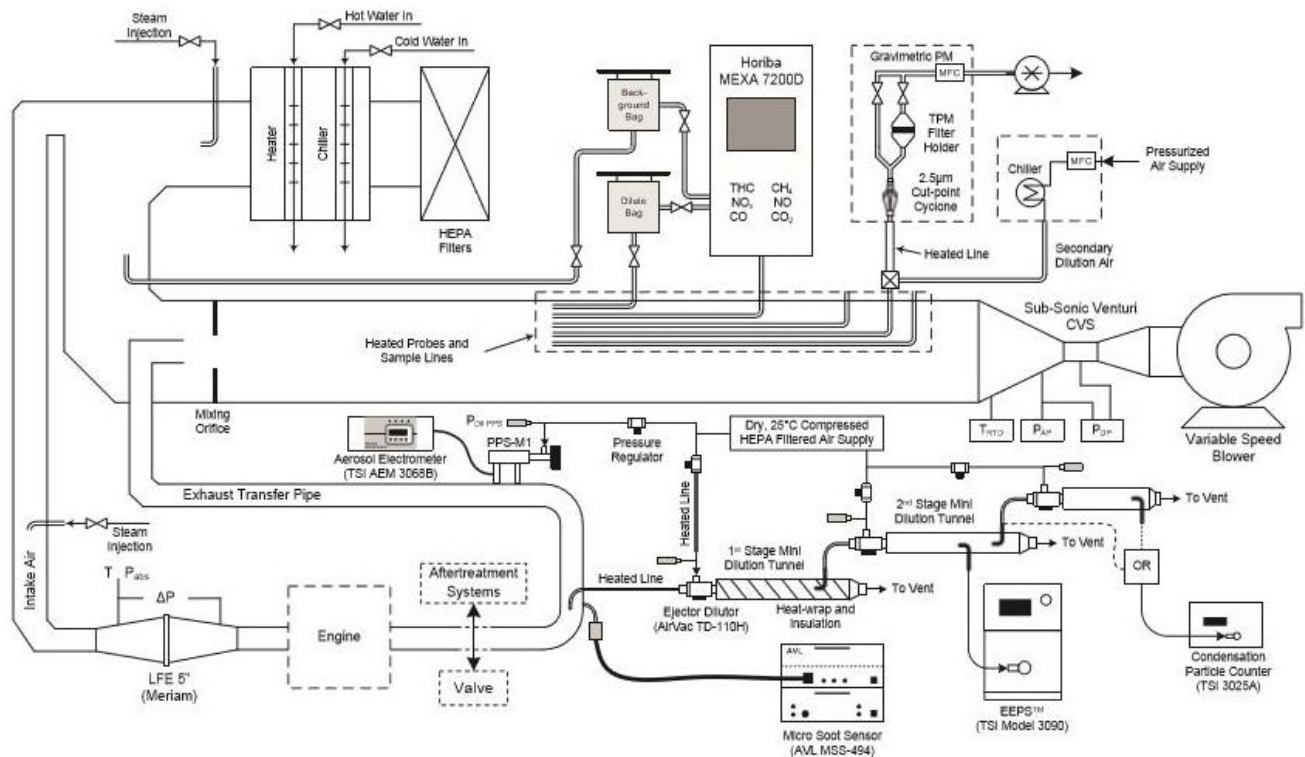 Steam
Injection
Hot Water In
Cold Water In
Heater
Chiller
HEPA
Filters
Back-
ground
Bag
Dilute
Bag
Horiba
MEXA 7200D
THC CH₄
NOₓ NO
CO CO₂
Gravimetric PM
MFC
TPM
Filter
Holder
2.5µm
Cut-point
Cyclone
Heated Line
Chiller
MFC
Pressurized
Air Supply
Secondary
Dilution Air
Heated Probes and
Sample Lines
Sub-Sonic Venturi
CVS
Mixing
Orifice
T RTD
P AP
P DP
Variable Speed
Blower
Aerosol Electrometer
(TSI AEM 3068B)
PPS-M1
Pressure
Regulator
Dry, 25°C Compressed
HEPA Filtered Air Supply
Exhaust Transfer Pipe
Heated Line
2nd Stage Mini
Dilution Tunnel
To Vent
To Vent
OR
Intake Air
Steam
Injection
T P abs
ΔP
LFE 5"
(Meriam)
Engine
Aftertreatment
Systems
Valve
Heated Line
1st Stage Mini
Dilution Tunnel
To Vent
Ejector Dilutor
(AirVac TD-110H)
Heat-wrap and
Insulation
AVL
Micro Soot Sensor
(AVL MSS-494)
EEPS™
(TSI Model 3090)
Condensation
Particle Counter
(TSI 3025A)